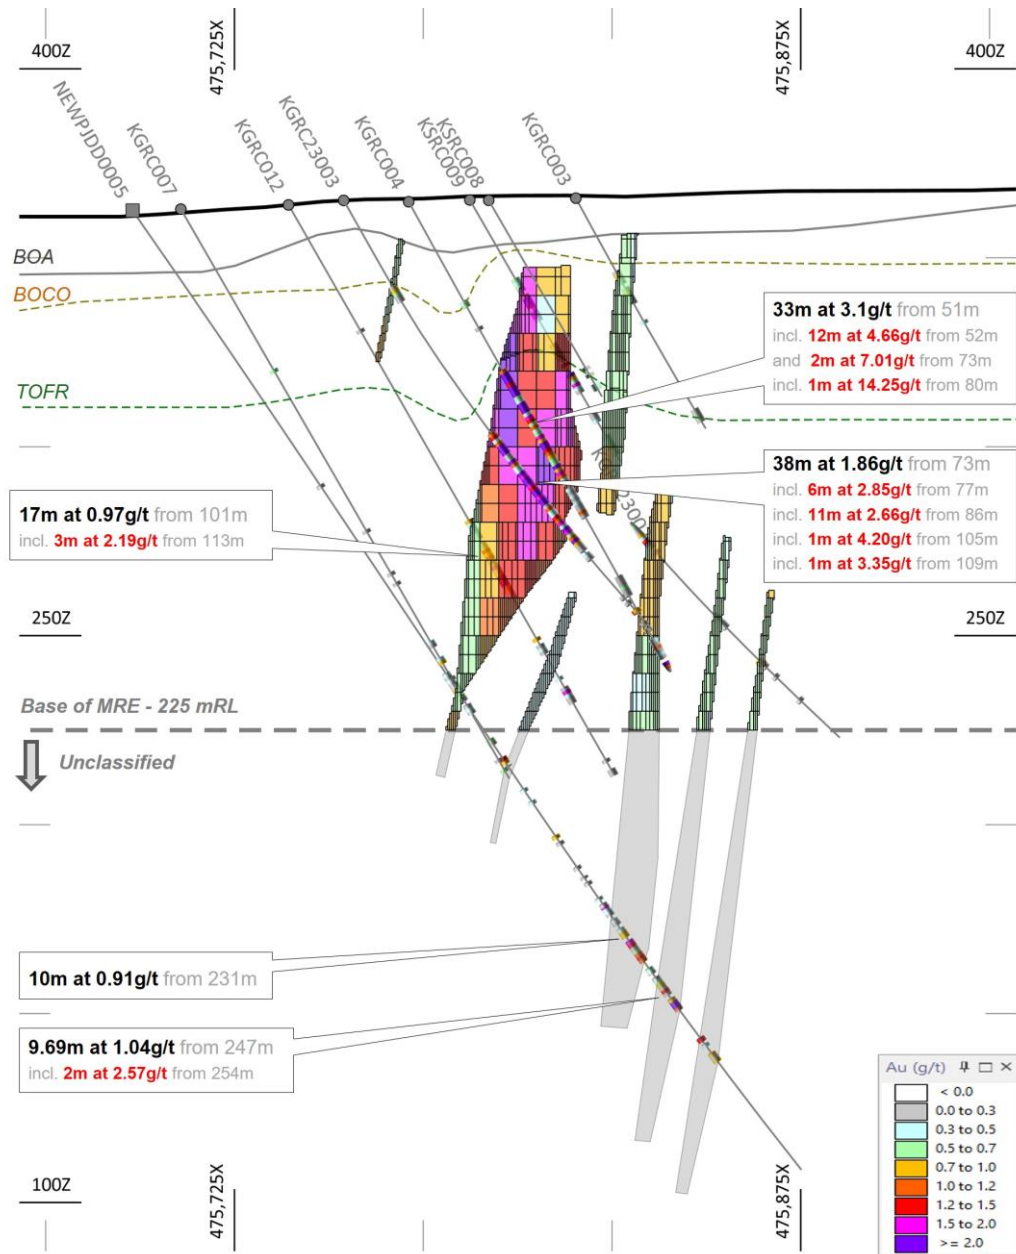 400Z
475,725X
475,875X
400Z
NEWPJDD0005
KGRC007
KGRC012
KGRC23003
KGRC004
KSRC009
KSRC008
KGRC003
BOA
BOCO
TOFR
33m at 3.1g/t from 51m
incl. 12m at 4.66g/t from 52m
and 2m at 7.01g/t from 73m
incl. 1m at 14.25g/t from 80m
38m at 1.86g/t from 73m
incl. 6m at 2.85g/t from 77m
incl. 11m at 2.66g/t from 86m
incl. 1m at 4.20g/t from 105m
incl. 1m at 3.35g/t from 109m
17m at 0.97g/t from 101m
incl. 3m at 2.19g/t from 113m
250Z
250Z
Base of MRE - 225 mRL
Unclassified
10m at 0.91g/t from 231m
9.69m at 1.04g/t from 247m
incl. 2m at 2.57g/t from 254m
Au (g/t)
< 0.0
0.0 to 0.3
0.3 to 0.5
0.5 to 0.7
0.7 to 1.0
1.0 to 1.2
1.2 to 1.5
1.5 to 2.0
>= 2.0
100Z
475,725X
475,875X